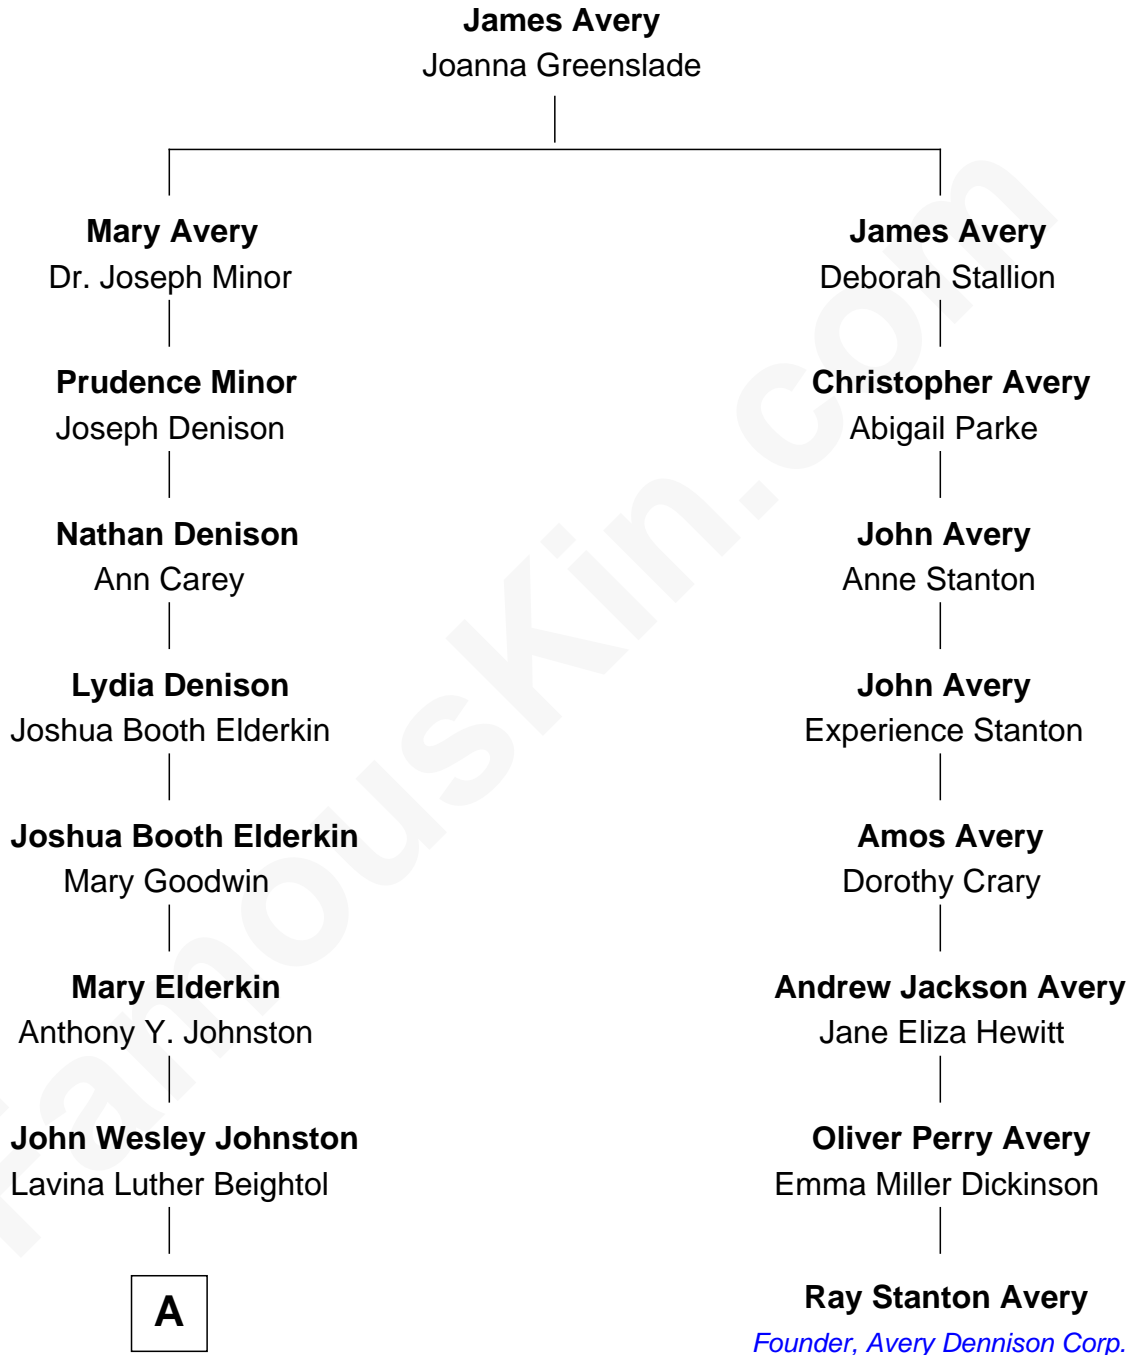 James Avery
Joanna Greenslade
Mary Avery
Dr. Joseph Minor
James Avery
Deborah Stallion
Prudence Minor
Joseph Denison
Christopher Avery
Abigail Parke
Nathan Denison
Ann Carey
John Avery
Anne Stanton
Lydia Denison
Joshua Booth Elderkin
John Avery
Experience Stanton
Joshua Booth Elderkin
Mary Goodwin
Amos Avery
Dorothy Crary
Mary Elderkin
Anthony Y. Johnston
Andrew Jackson Avery
Jane Eliza Hewitt
John Wesley Johnston
Lavina Luther Beightol
Oliver Perry Avery
Emma Miller Dickinson
A
Ray Stanton Avery
Founder, Avery Dennison Corp.
FamousKin.com